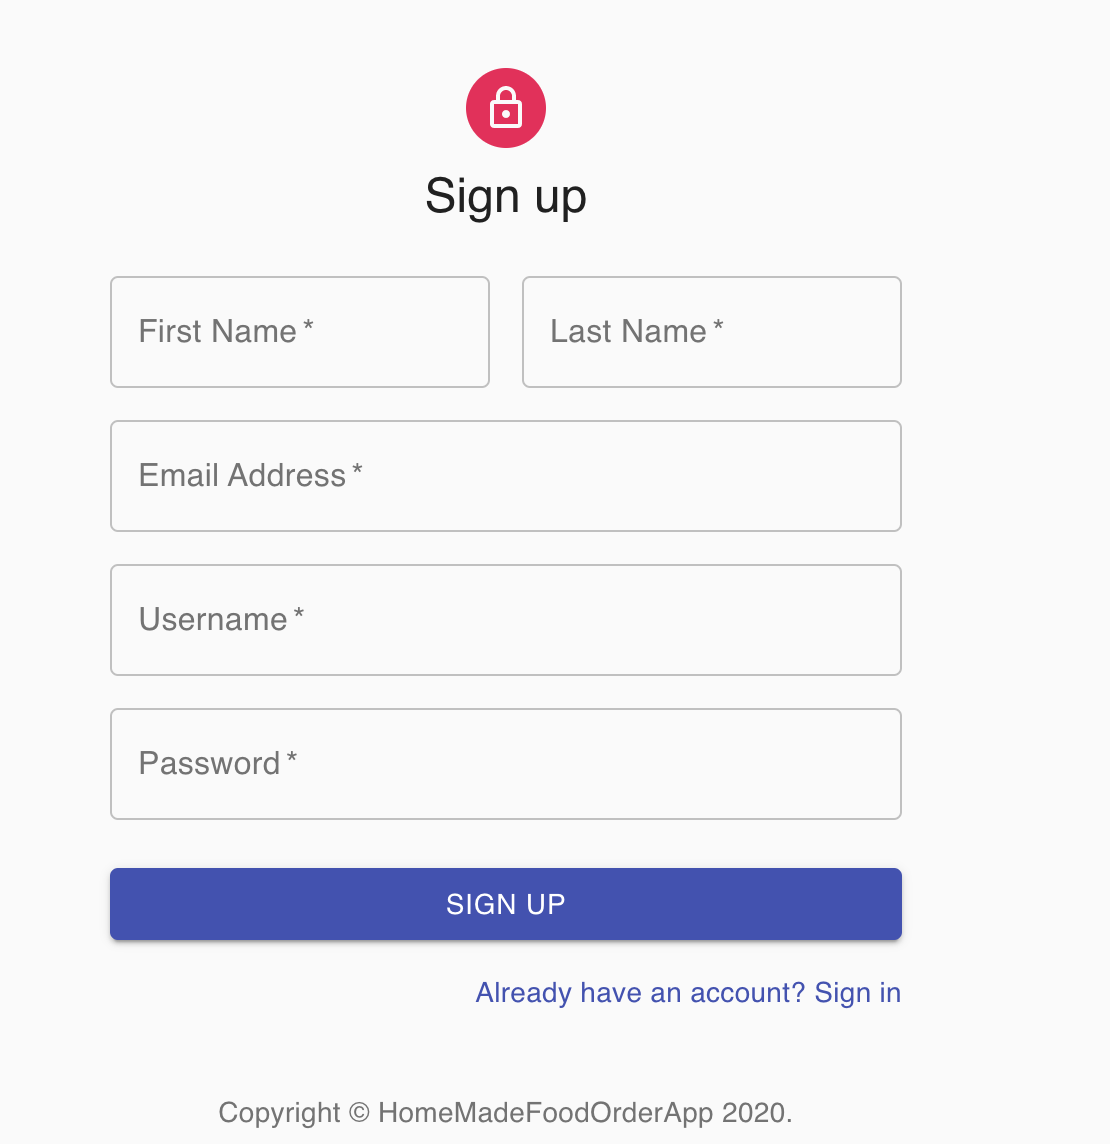 Sign up
First Name *
Last Name *
Email Address *
Username *
Password *
SIGN UP
Already have an account? Sign in
Copyright © HomeMadeFoodOrderApp 2020.